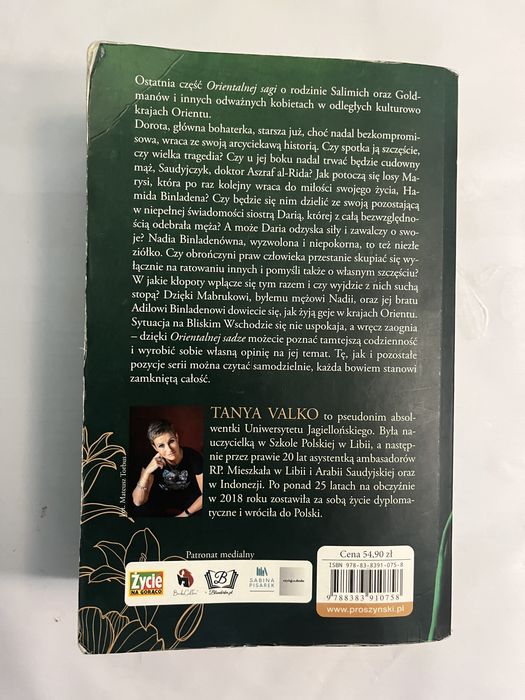 Ostatnia część Orientalnej sagi o rodzinie Salimich oraz Gold-
manów i innych odważnych kobietach w odległych kulturowo
krajach Orientu.
Dorota, główna bohaterka, starsza już, choć nadal bezkompromi-
sowa, wraca ze swoją arcyciekawą historią. Czy spotka ją szczęście,
czy wielka tragedia? Czy u jej boku nadal trwać będzie cudowny
mąż, Saudyjczyk, doktor Aszraf al-Rida? Jak potoczą się losy Ma-
rysi, która po raz kolejny wraca do miłości swojego życia, Ha-
mida Binladena? Czy będzie się nim dzielić ze swoją pozostającą
w niepełnej świadomości siostrą Darią, której z całą bezwzględno-
ścią odebrała męża? A może Daria odzyska siły i zawalczy o swo-
je? Nadia Binladenówna, wyzwolona i niepokorna, to też niezłe
ziółko. Czy obrończyni praw człowieka przestanie skupiać się wy-
łącznie na ratowaniu innych i pomyśli także o własnym szczęściu?
W jakie kłopoty wplącze się tym razem i czy wyjdzie z nich suchą
stopą? Dzięki Mabrukowi, byłemu mężowi Nadii, oraz jej bratu
Adilowi Binladenowi dowiecie się, jak żyją geje w krajach Orientu.
Sytuacja na Bliskim Wschodzie się nie uspokaja, a wręcz zaognia
– dzięki Orientalnej sadze możecie poznać tamtejszą codzienność
i wyrobić sobie własną opinię na jej temat. Tę, jak i pozostałe
pozycje serii można czytać samodzielnie, każda bowiem stanowi
zamkniętą całość.
TANYA VALKO to pseudonim absol-
wentki Uniwersytetu Jagiellońskiego. Była na-
uczycielką w Szkole Polskiej w Libii, a następ-
nie przez prawie 20 lat asystentką ambasadorów
RP. Mieszkała w Libii i Arabii Saudyjskiej oraz
w Indonezji. Po ponad 25 latach na obczyźnie
w 2018 roku zostawiła za sobą życie dyploma-
tyczne i wróciła do Polski.
fot. Mateusz Torbus
Patronat medialny
Życie
NA GORĄCO
B
Blonderka.pl
SABINA
PISAREK
Cena 54,90 zł
ISBN 978-83-8391-075-8
9 788383 910758
www.proszynski.pl